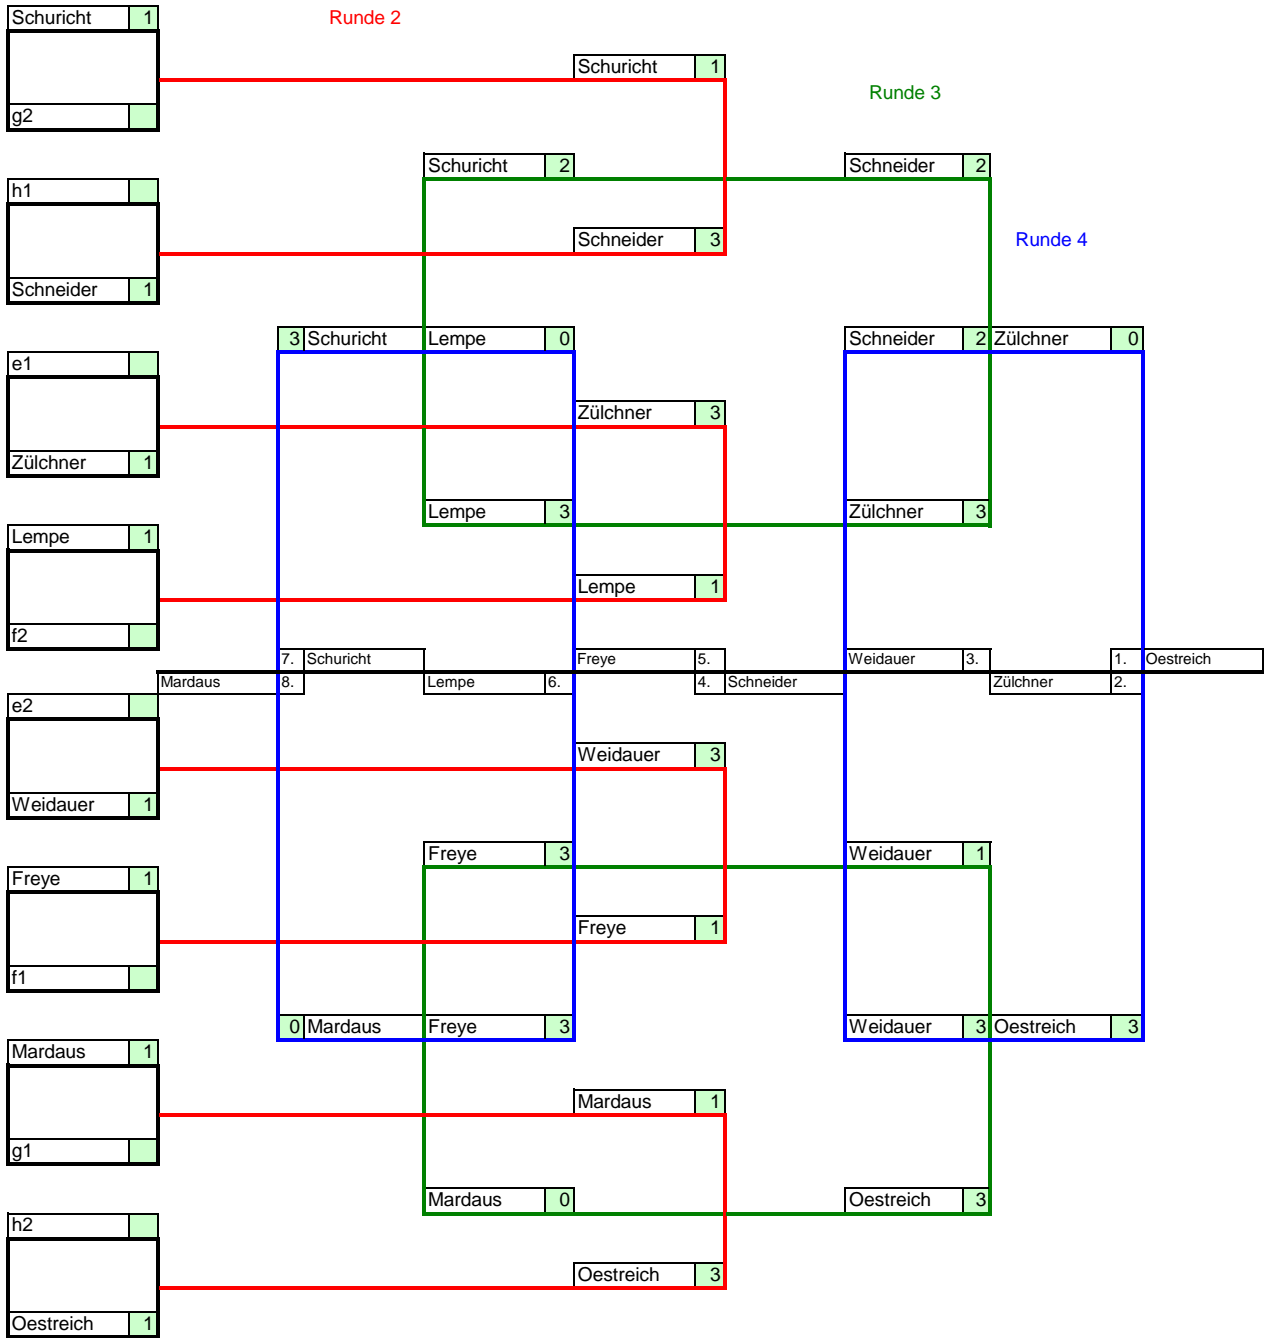 Schuricht 1 Runde 2
Schuricht 1
Runde 3
g2
Schuricht 2 Schneider 2
h1
Schneider 3 Runde 4
Schneider 1
3 Schuricht Lempe 0 Schneider 2 Zülchner 0
e1
Zülchner 3
Zülchner 1
Lempe 3 Zülchner 3
Lempe 1
Lempe 1
f2
7. Schuricht Freye 5. Weidauer 3. 1. Oestreich
Mardaus 8. Lempe 6. 4. Schneider Zülchner 2.
e2
Weidauer 3
Weidauer 1
Freye 3 Weidauer 1
Freye 1
Freye 1
f1
0 Mardaus Freye 3 Weidauer 3 Oestreich 3
Mardaus 1
Mardaus 1
g1
Mardaus 0 Oestreich 3
h2
Oestreich 3
Oestreich 1